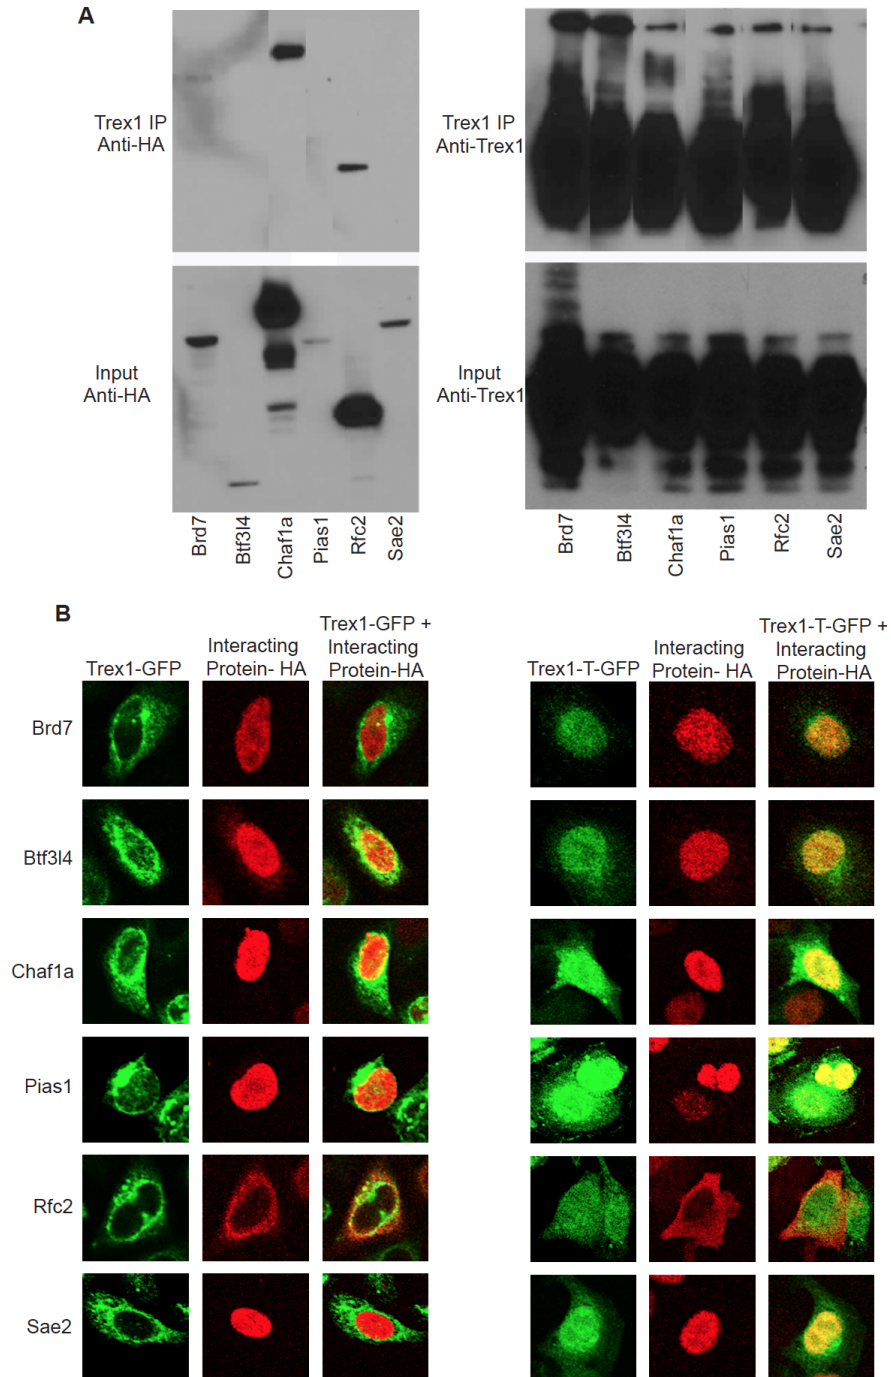 A
Trex1 IP
Anti-HA
Trex1 IP
Anti-Trex1
Input
Anti-HA
Input
Anti-Trex1
Brd7
Btf3l4
Chaf1a
Pias1
Rfc2
Sae2
Brd7
Btf3l4
Chaf1a
Pias1
Rfc2
Sae2
B
Trex1-GFP
Interacting
Protein- HA
Trex1-GFP +
Interacting
Protein-HA
Trex1-T-GFP
Interacting
Protein- HA
Trex1-T-GFP +
Interacting
Protein-HA
Brd7
Btf3l4
Chaf1a
Pias1
Rfc2
Sae2